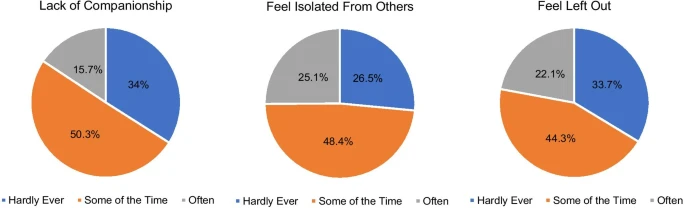 Lack of Companionship
15.7%
34%
50.3%
Hardly Ever Some of the Time Often
Feel Isolated From Others
25.1%
26.5%
48.4%
Hardly Ever Some of the Time Often
Feel Left Out
22.1%
33.7%
44.3%
Hardly Ever Some of the Time Often